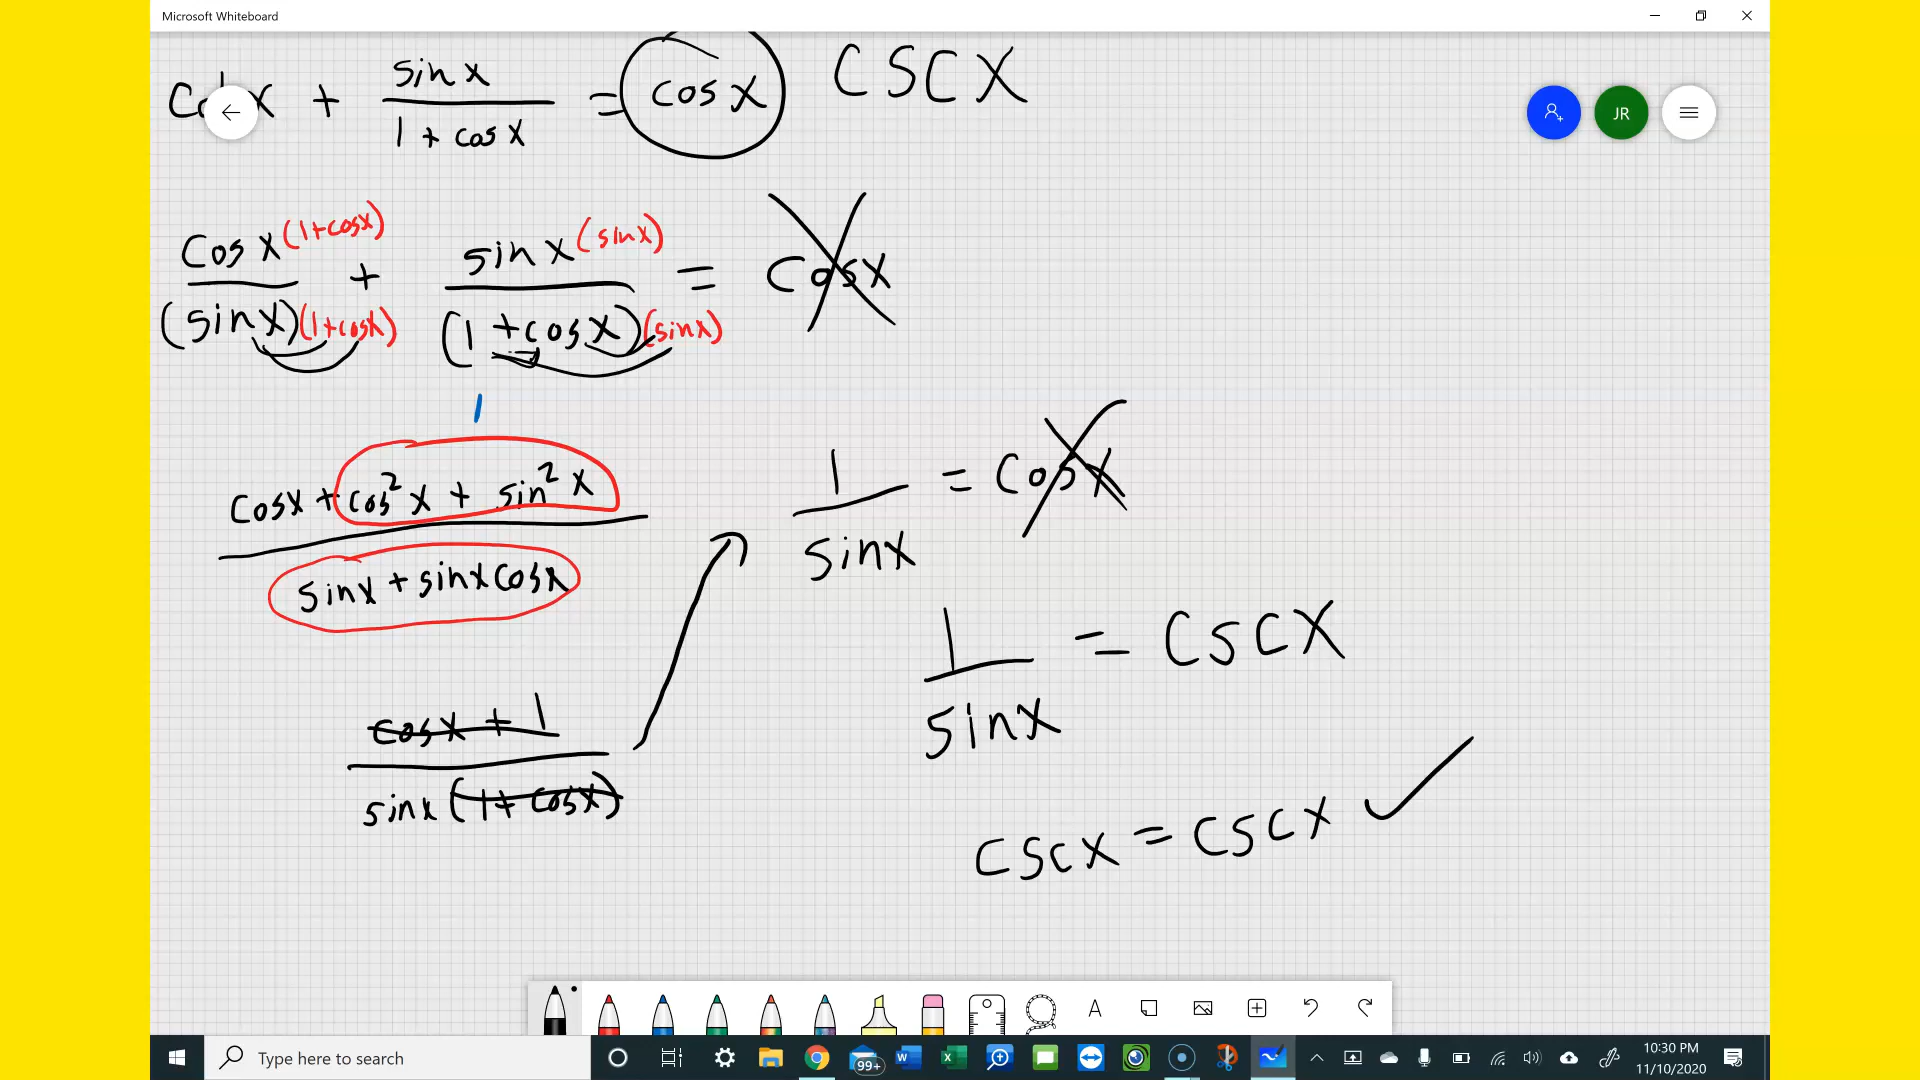 Microsoft Whiteboard
cot x + sin x / 1 + cos x = cos x csc x
JR
cos x (1+cos x) / (sin x)(1+cos x) + sin x (sin x) / (1 + cos x)(sin x) = cos x
1
cos x + cos² x + sin² x / sin x + sin x cos x
1 / sin x = cos x
1 / sin x = csc x
cos x + 1 / sin x (1 + cos x)
csc x = csc x ✓
A
Type here to search
99+
10:30 PM
11/10/2020